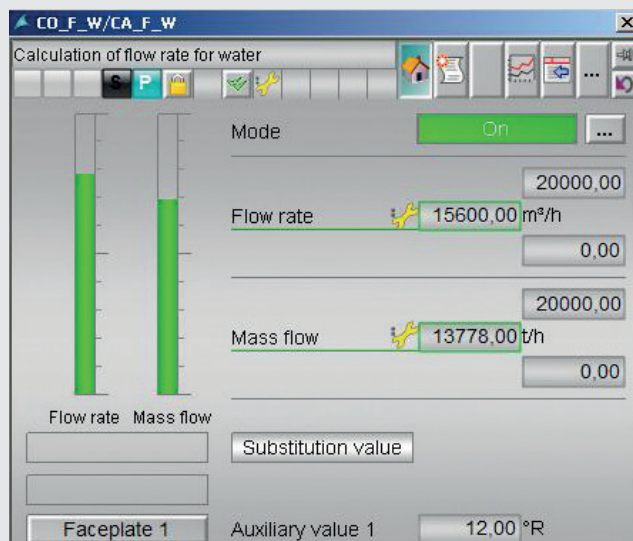 CO_F_W/CA_F_W
Calculation of flow rate for water
S P
...
Mode On ...
20000,00
Flow rate 15600,00 m³/h
0,00
20000,00
Mass flow 13778,00 t/h
0,00
Flow rate Mass flow
Substitution value
Faceplate 1 Auxiliary value 1 12,00 °R